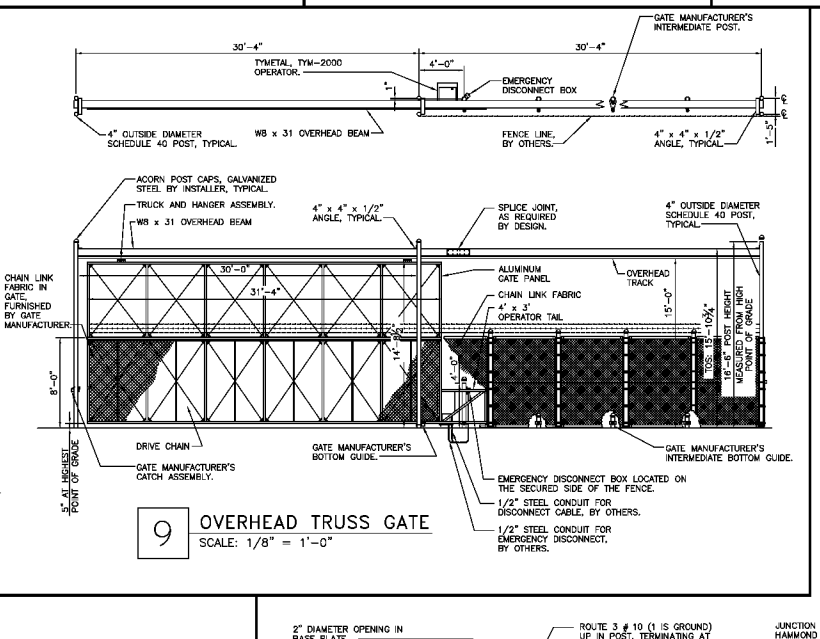 GATE MANUFACTURER'S
INTERMEDIATE POST.
30'-4"
30'-4"
TYMETAL, TYM-2000
OPERATOR.
4'-0"
1"
EMERGENCY
DISCONNECT BOX
4" OUTSIDE DIAMETER
SCHEDULE 40 POST, TYPICAL.
W8 x 31 OVERHEAD BEAM
FENCE LINE,
BY OTHERS.
4" x 4" x 1/2"
ANGLE, TYPICAL.
1'-5"
ACORN POST CAPS, GALVANIZED
STEEL BY INSTALLER, TYPICAL.
TRUCK AND HANGER ASSEMBLY.
W8 x 31 OVERHEAD BEAM
4" x 4" x 1/2"
ANGLE, TYPICAL.
SPLICE JOINT,
AS REQUIRED
BY DESIGN.
4" OUTSIDE DIAMETER
SCHEDULE 40 POST,
TYPICAL.
CHAIN LINK
FABRIC IN
GATE,
FURNISHED
BY GATE
MANUFACTURER.
30'-0"
31'-4"
ALUMINUM
GATE PANEL
OVERHEAD
TRACK
CHAIN LINK FABRIC
4' x 3'
OPERATOR TAIL
15'-0"
TOS: 15'-10¾"
16'-6" POST HEIGHT
MEASURED FROM HIGH
POINT OF GRADE
8'-0"
4'-0"
DRIVE CHAIN
GATE MANUFACTURER'S
CATCH ASSEMBLY.
GATE MANUFACTURER'S
BOTTOM GUIDE.
GATE MANUFACTURER'S
INTERMEDIATE BOTTOM GUIDE.
5" AT HIGHEST
POINT OF GRADE
EMERGENCY DISCONNECT BOX LOCATED ON
THE SECURED SIDE OF THE FENCE.
1/2" STEEL CONDUIT FOR
DISCONNECT CABLE, BY OTHERS.
1/2" STEEL CONDUIT FOR
EMERGENCY DISCONNECT,
BY OTHERS.
9 OVERHEAD TRUSS GATE
SCALE: 1/8" = 1'-0"
2" DIAMETER OPENING IN
BASE PLATE
ROUTE 3 # 10 (1 IS GROUND)
UP IN POST, TERMINATING AT
JUNCTION
HAMMOND